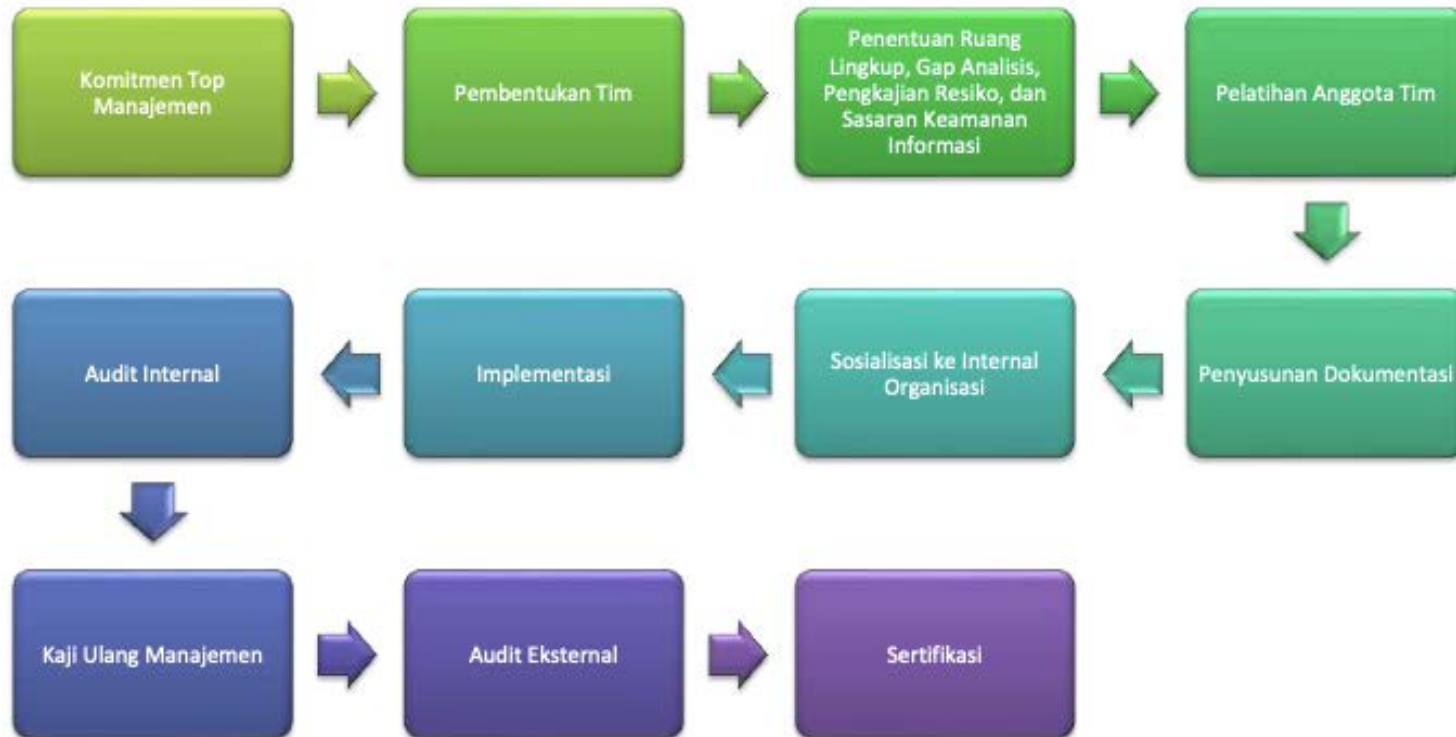 Komitmen Top
Manajemen
Pembentukan Tim
Penentuan Ruang
Lingkup, Gap Analisis,
Pengkajian Resiko, dan
Sasaran Keamanan
Informasi
Pelatihan Anggota Tim
Penyusunan Dokumentasi
Sosialisasi ke Internal
Organisasi
Implementasi
Audit Internal
Kaji Ulang Manajemen
Audit Eksternal
Sertifikasi